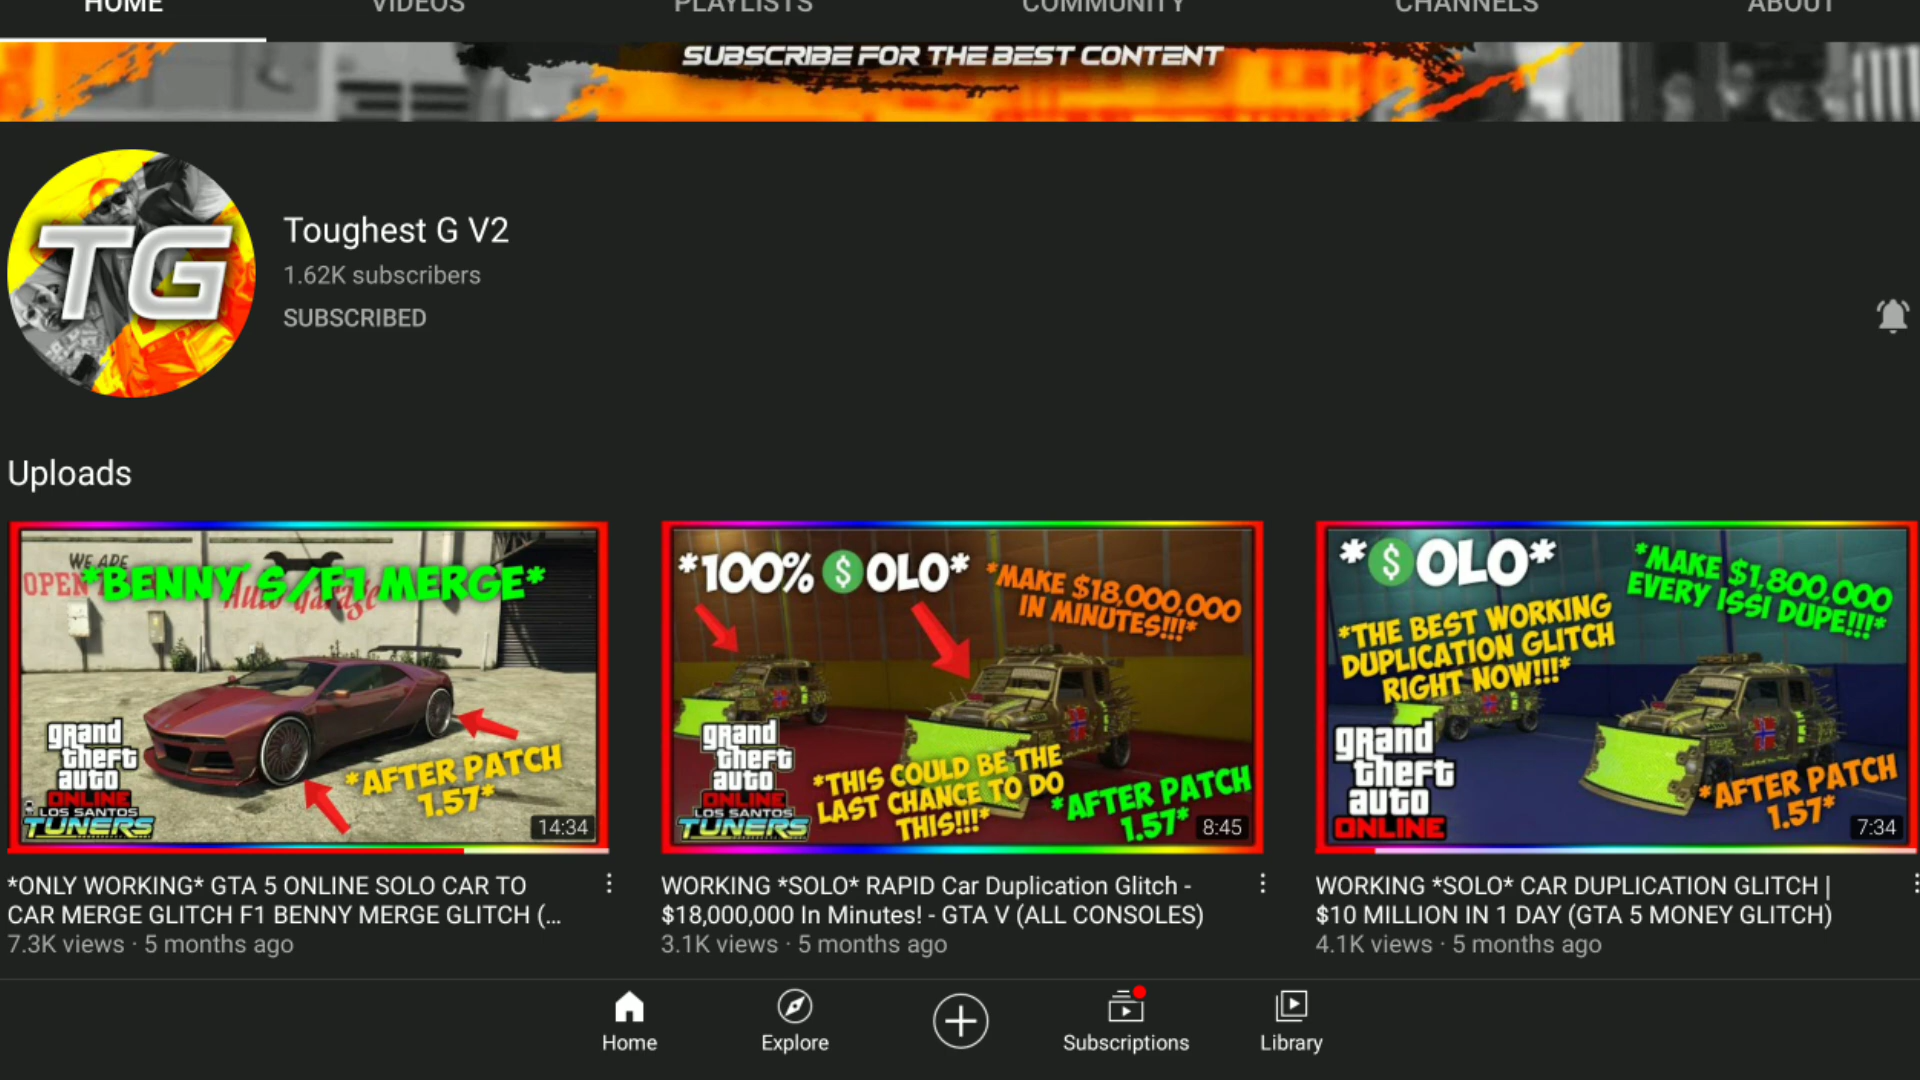 HOME VIDEOS PLAYLISTS COMMUNITY CHANNELS ABOUT
SUBSCRIBE FOR THE BEST CONTENT
TG
Toughest G V2
1.62K subscribers
SUBSCRIBED
Uploads
WE ARE
OPEN
Auto garage
*BENNY'S/F1 MERGE*
grand
theft
auto
ONLINE
LOS SANTOS
TUNERS
*AFTER PATCH
1.57*
14:34
*100% $OLO*
*MAKE $18,000,000
IN MINUTES!!!*
grand
theft
auto
ONLINE
LOS SANTOS
TUNERS
*THIS COULD BE THE
LAST CHANCE TO DO
THIS!!!*
*AFTER PATCH
1.57*
8:45
*$OLO*
*MAKE $1,800,000
EVERY ISSI DUPE!!!*
*THE BEST WORKING
DUPLICATION GLITCH
RIGHT NOW!!!*
grand
theft
auto
ONLINE
*AFTER PATCH
1.57*
7:34
*ONLY WORKING* GTA 5 ONLINE SOLO CAR TO
CAR MERGE GLITCH F1 BENNY MERGE GLITCH (...
7.3K views · 5 months ago
WORKING *SOLO* RAPID Car Duplication Glitch -
$18,000,000 In Minutes! - GTA V (ALL CONSOLES)
3.1K views · 5 months ago
WORKING *SOLO* CAR DUPLICATION GLITCH |
$10 MILLION IN 1 DAY (GTA 5 MONEY GLITCH)
4.1K views · 5 months ago
Home Explore Subscriptions Library